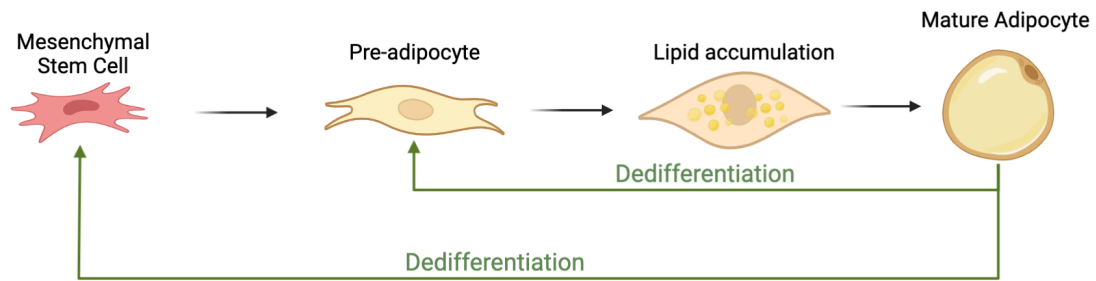 Mesenchymal
Stem Cell
Pre-adipocyte
Lipid accumulation
Mature Adipocyte
Dedifferentiation
Dedifferentiation